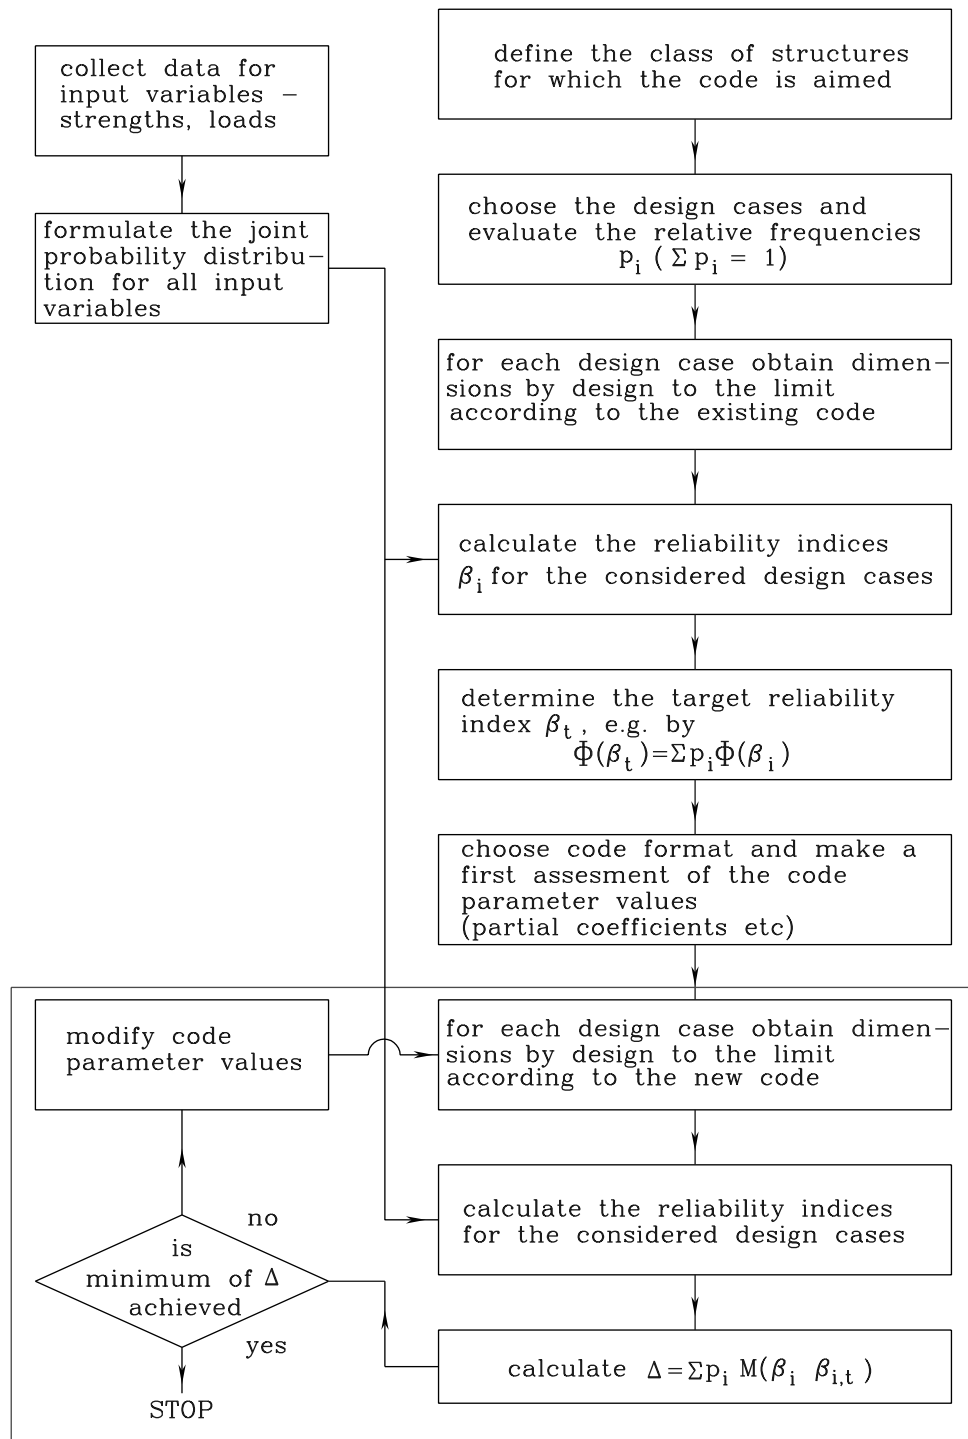 collect data for
input variables –
strengths, loads
formulate the joint
probability distribu–
tion for all input
variables
define the class of structures
for which the code is aimed
choose the design cases and
evaluate the relative frequencies
p_i ( Σ p_i = 1)
for each design case obtain dimen–
sions by design to the limit
according to the existing code
calculate the reliability indices
β_i for the considered design cases
determine the target reliability
index β_t, e.g. by
Φ(β_t)=Σp_iΦ(β_i)
choose code format and make a
first assesment of the code
parameter values
(partial coefficients etc)
modify code
parameter values
for each design case obtain dimen–
sions by design to the limit
according to the new code
calculate the reliability indices
for the considered design cases
calculate Δ=Σp_i M(β_i β_i,t)
no
is
minimum of Δ
achieved
yes
STOP